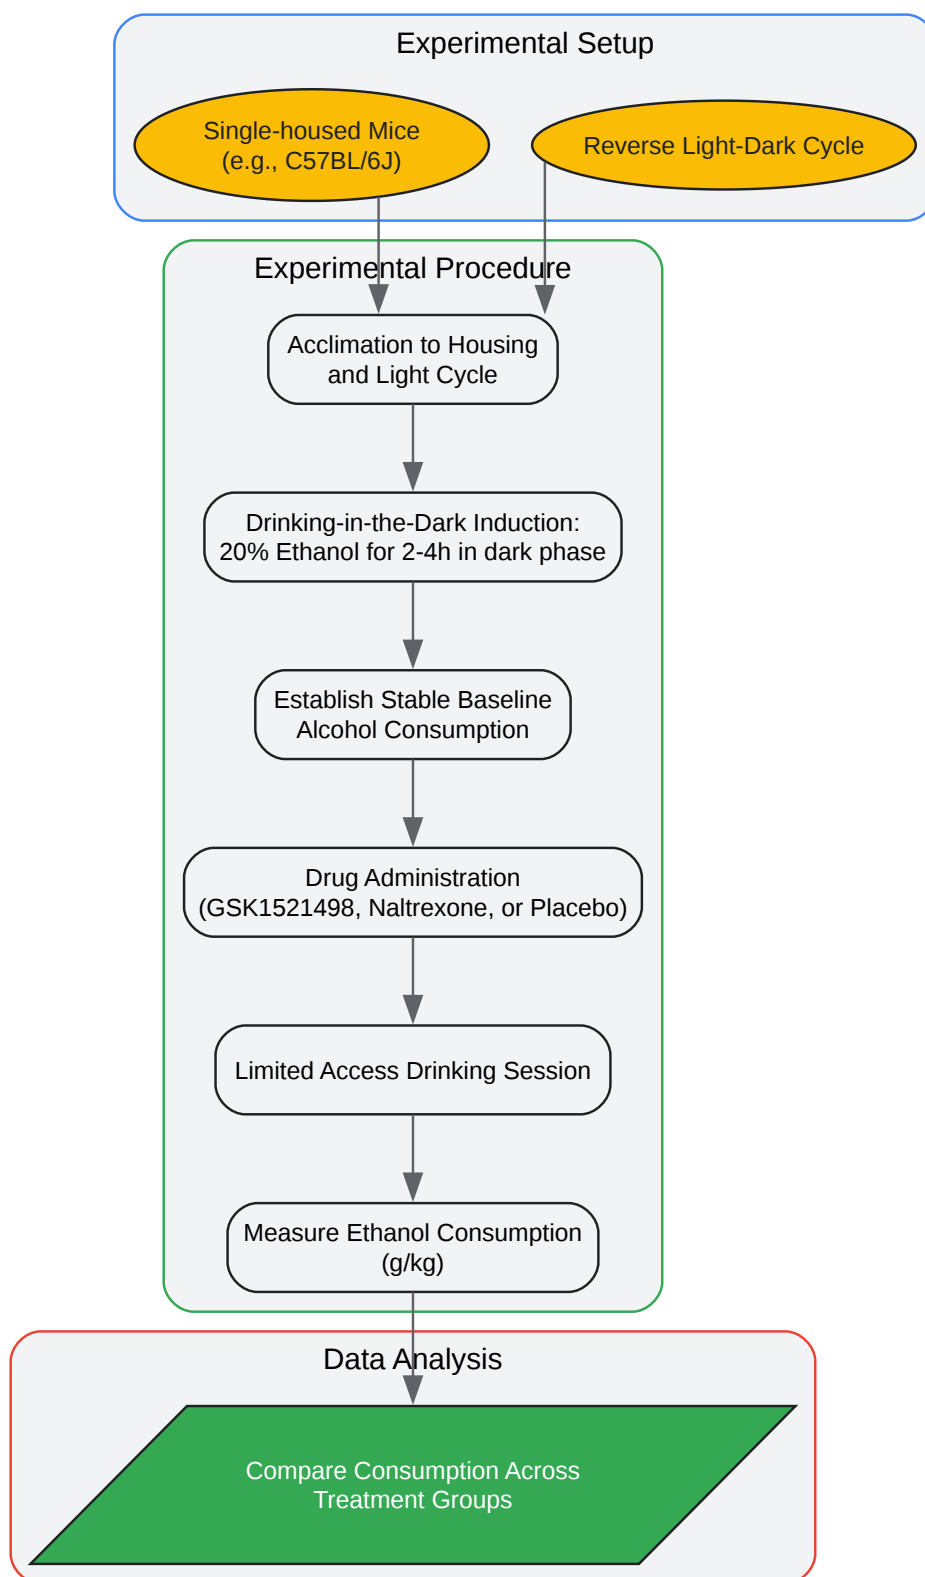 Experimental Setup
Single-housed Mice
(e.g., C57BL/6J)
Reverse Light-Dark Cycle
Experimental Procedure
Acclimation to Housing
and Light Cycle
Drinking-in-the-Dark Induction:
20% Ethanol for 2-4h in dark phase
Establish Stable Baseline
Alcohol Consumption
Drug Administration
(GSK1521498, Naltrexone, or Placebo)
Limited Access Drinking Session
Measure Ethanol Consumption
(g/kg)
Data Analysis
Compare Consumption Across
Treatment Groups